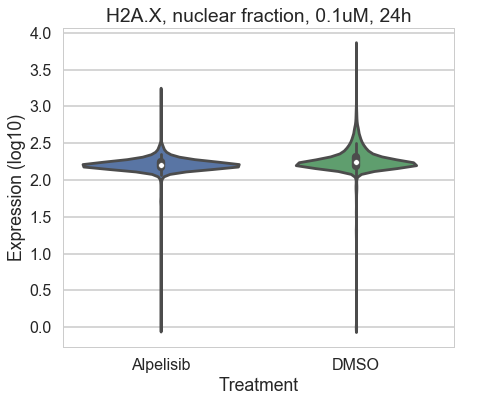 H2A.X, nuclear fraction, 0.1uM, 24h
4.0
3.5
3.0
2.5
2.0
1.5
1.0
0.5
0.0
Expression (log10)
Alpelisib DMSO
Treatment